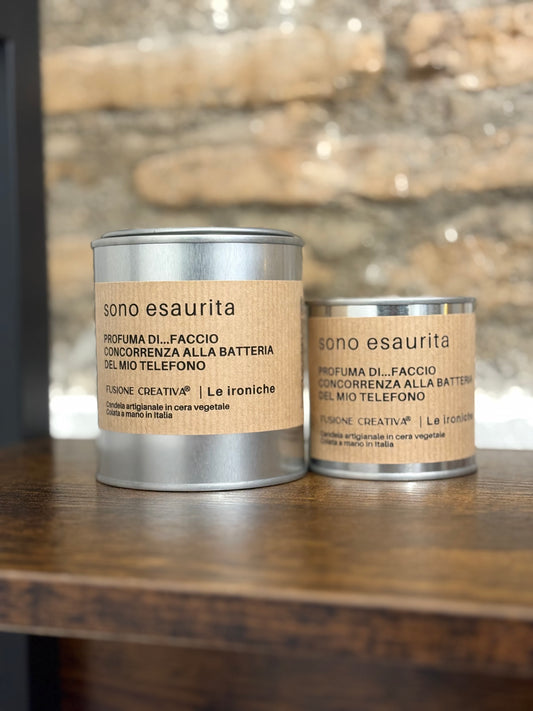 sono esaurita
PROFUMA DI...FACCIO
CONCORRENZA ALLA BATTERIA
DEL MIO TELEFONO
FUSIONE CREATIVA® | Le ironiche
Candela artigianale in cera vegetale
Colata a mano in Italia
sono esaurita
PROFUMA DI...FACCIO
CONCORRENZA ALLA BATTERIA
DEL MIO TELEFONO
FUSIONE CREATIVA® | Le ironiche
Candela artigianale in cera vegetale
Colata a mano in Italia